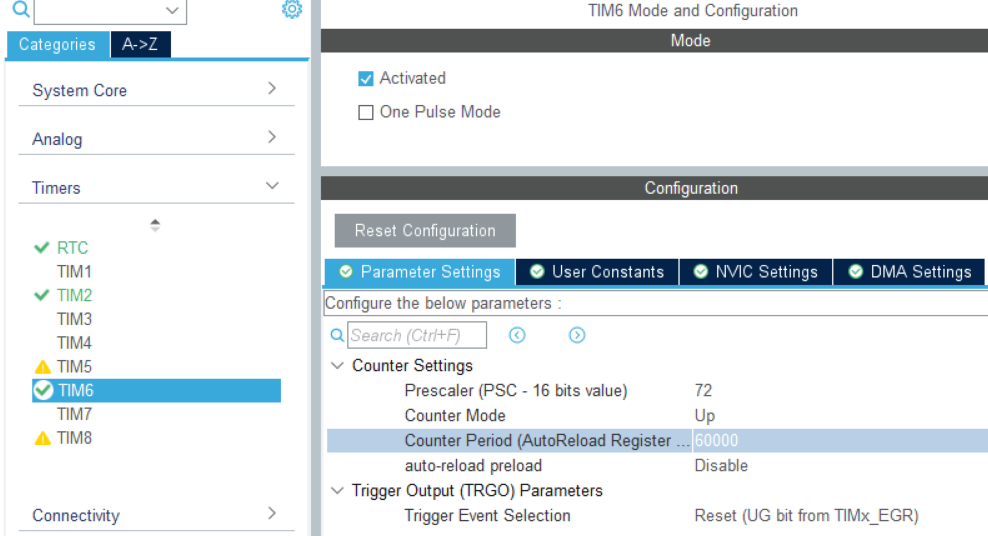 Categories
A->Z
System Core
Analog
Timers
RTC
TIM1
TIM2
TIM3
TIM4
TIM5
TIM6
TIM7
TIM8
Connectivity
TIM6 Mode and Configuration
Mode
Activated
One Pulse Mode
Configuration
Reset Configuration
Parameter Settings
User Constants
NVIC Settings
DMA Settings
Configure the below parameters :
Search (Ctrl+F)
Counter Settings
Prescaler (PSC - 16 bits value) 72
Counter Mode Up
Counter Period (AutoReload Register ... 60000
auto-reload preload Disable
Trigger Output (TRGO) Parameters
Trigger Event Selection Reset (UG bit from TIMx_EGR)